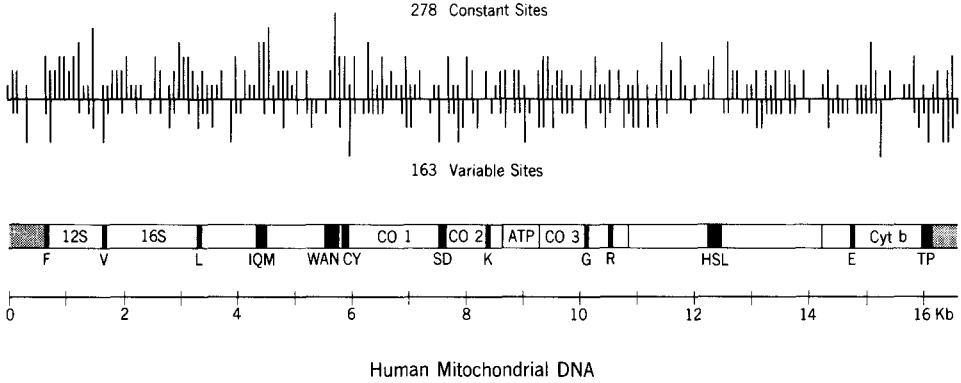 278 Constant Sites
163 Variable Sites
12S 16S CO 1 CO 2 ATP CO 3 Cyt b
F V L IQM WAN CY SD K G R HSL E TP
0 2 4 6 8 10 12 14 16 Kb
Human Mitochondrial DNA